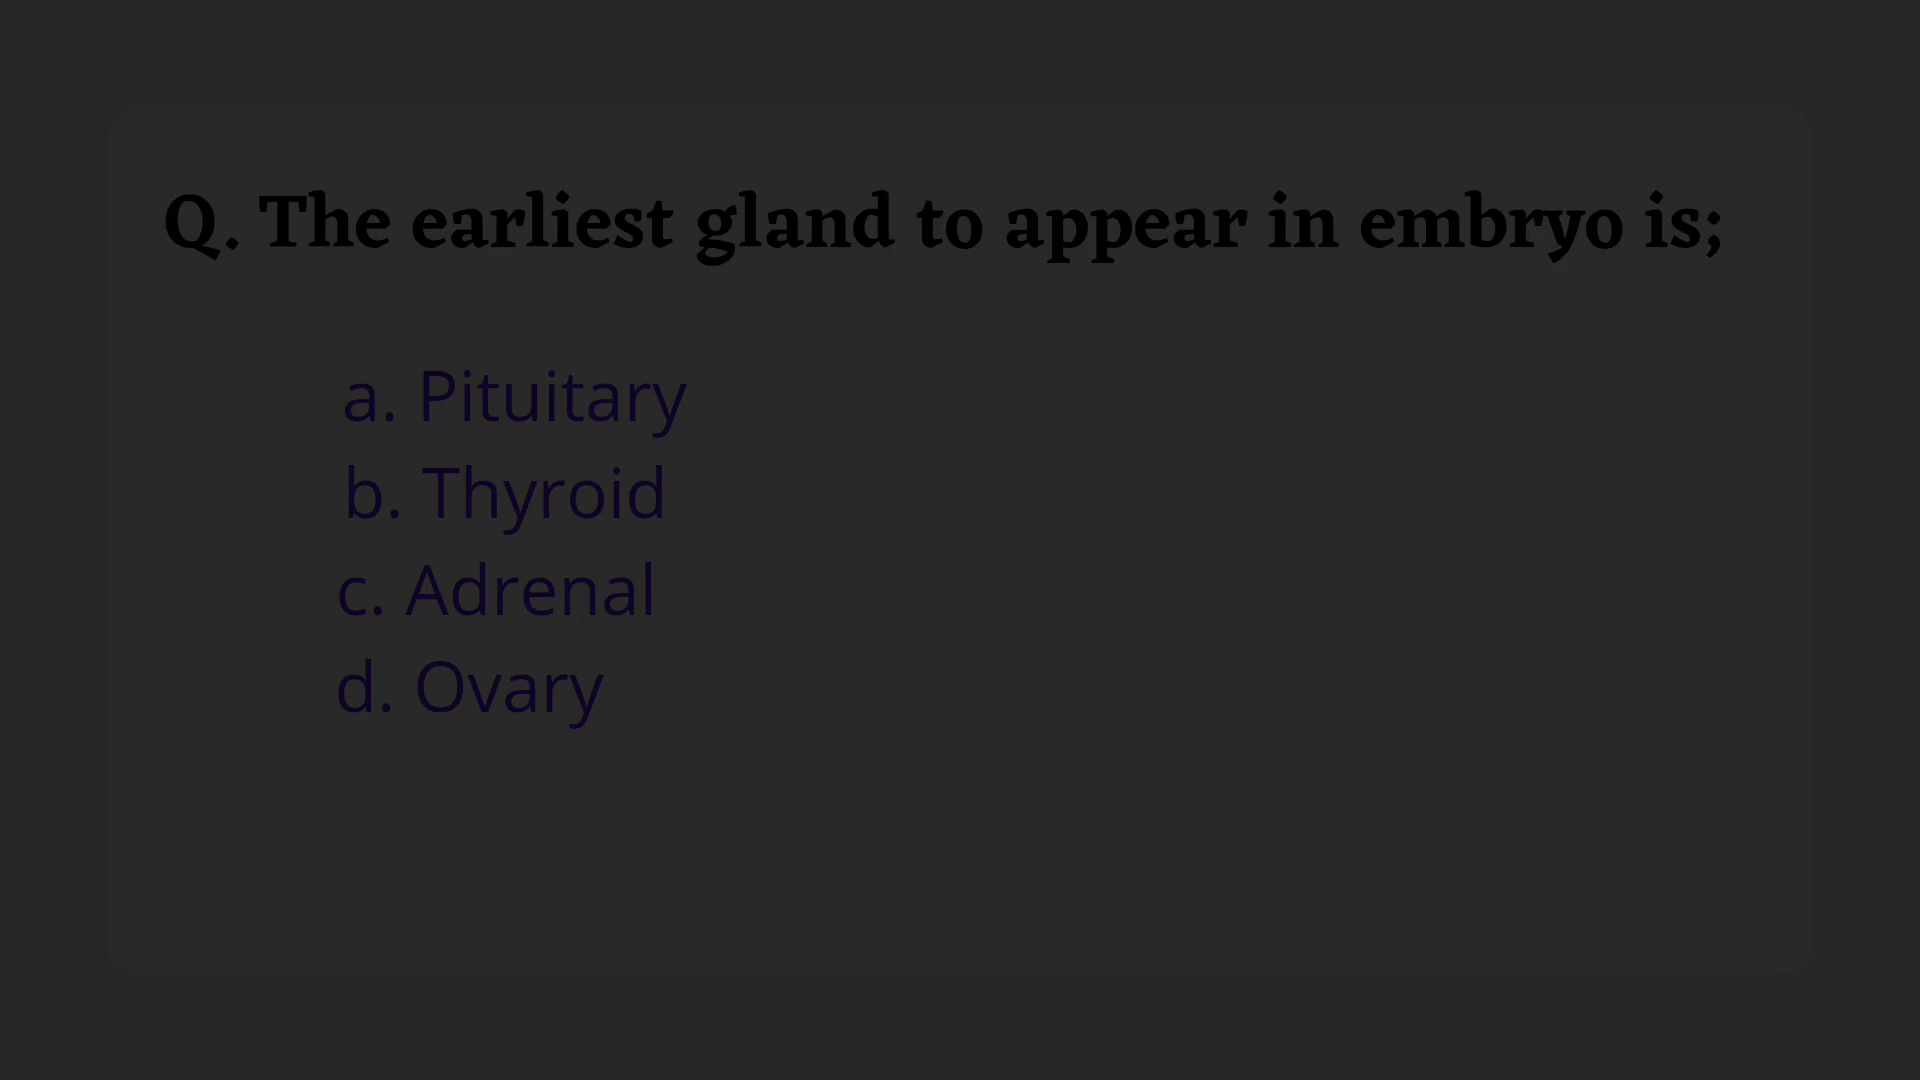 Q. The earliest gland to appear in embryo is;
a. Pituitary
b. Thyroid
c. Adrenal
d. Ovary